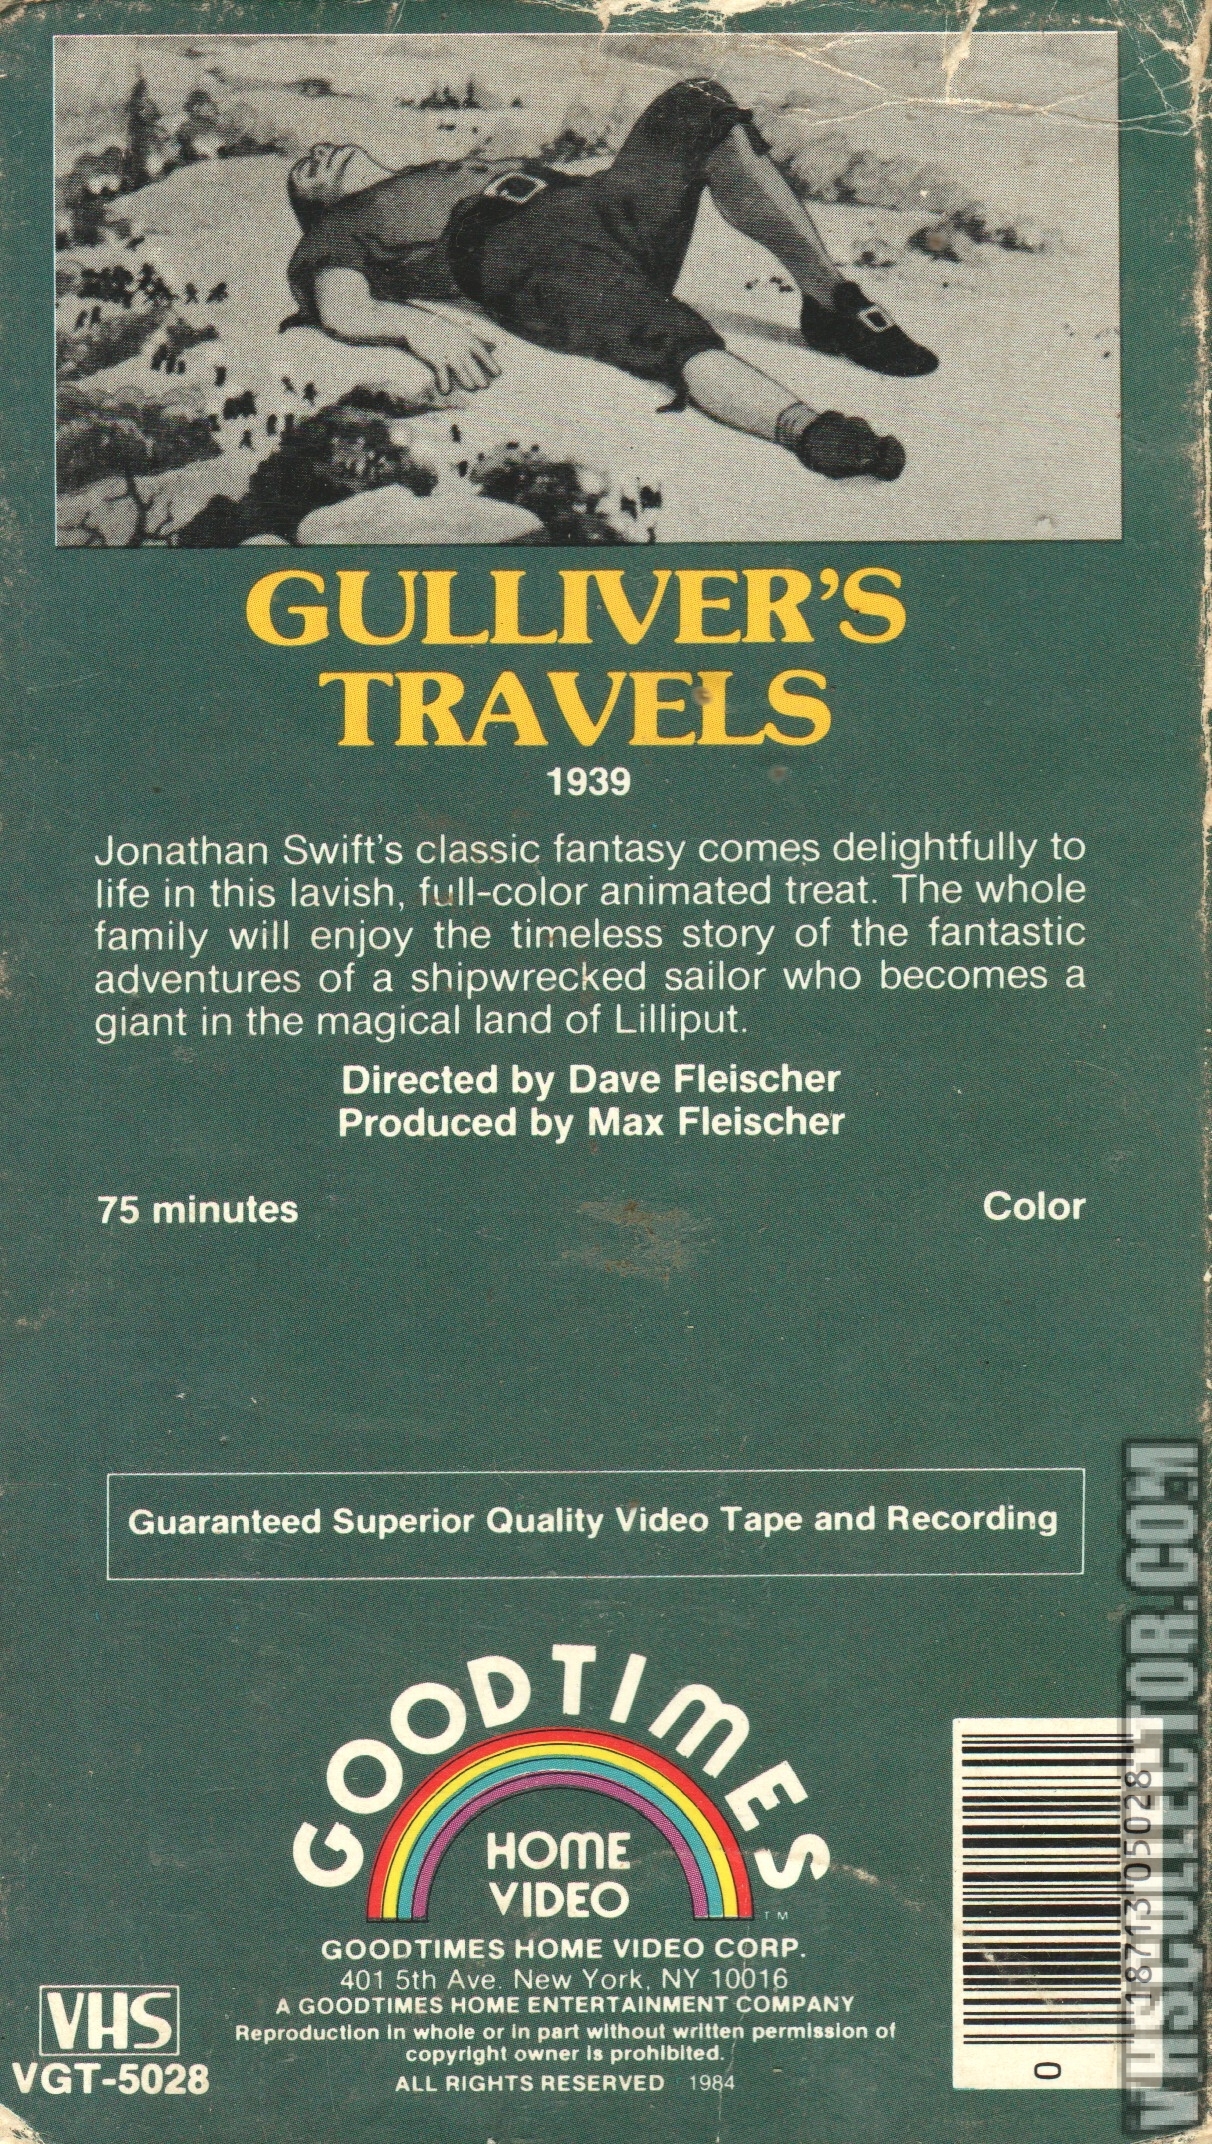 GULLIVER'S
TRAVELS
1939
Jonathan Swift's classic fantasy comes delightfully to
life in this lavish, full-color animated treat. The whole
family will enjoy the timeless story of the fantastic
adventures of a shipwrecked sailor who becomes a
giant in the magical land of Lilliput.
Directed by Dave Fleischer
Produced by Max Fleischer
75 minutes
Color
Guaranteed Superior Quality Video Tape and Recording
GOODTIMES
HOME
VIDEO
TM
GOODTIMES HOME VIDEO CORP.
401 5th Ave. New York, NY 10016
A GOODTIMES HOME ENTERTAINMENT COMPANY
Reproduction in whole or in part without written permission of
copyright owner is prohibited.
ALL RIGHTS RESERVED 1984
VHS
VGT-5028
18713 05028
0
VHSCOLLECTOR.COM